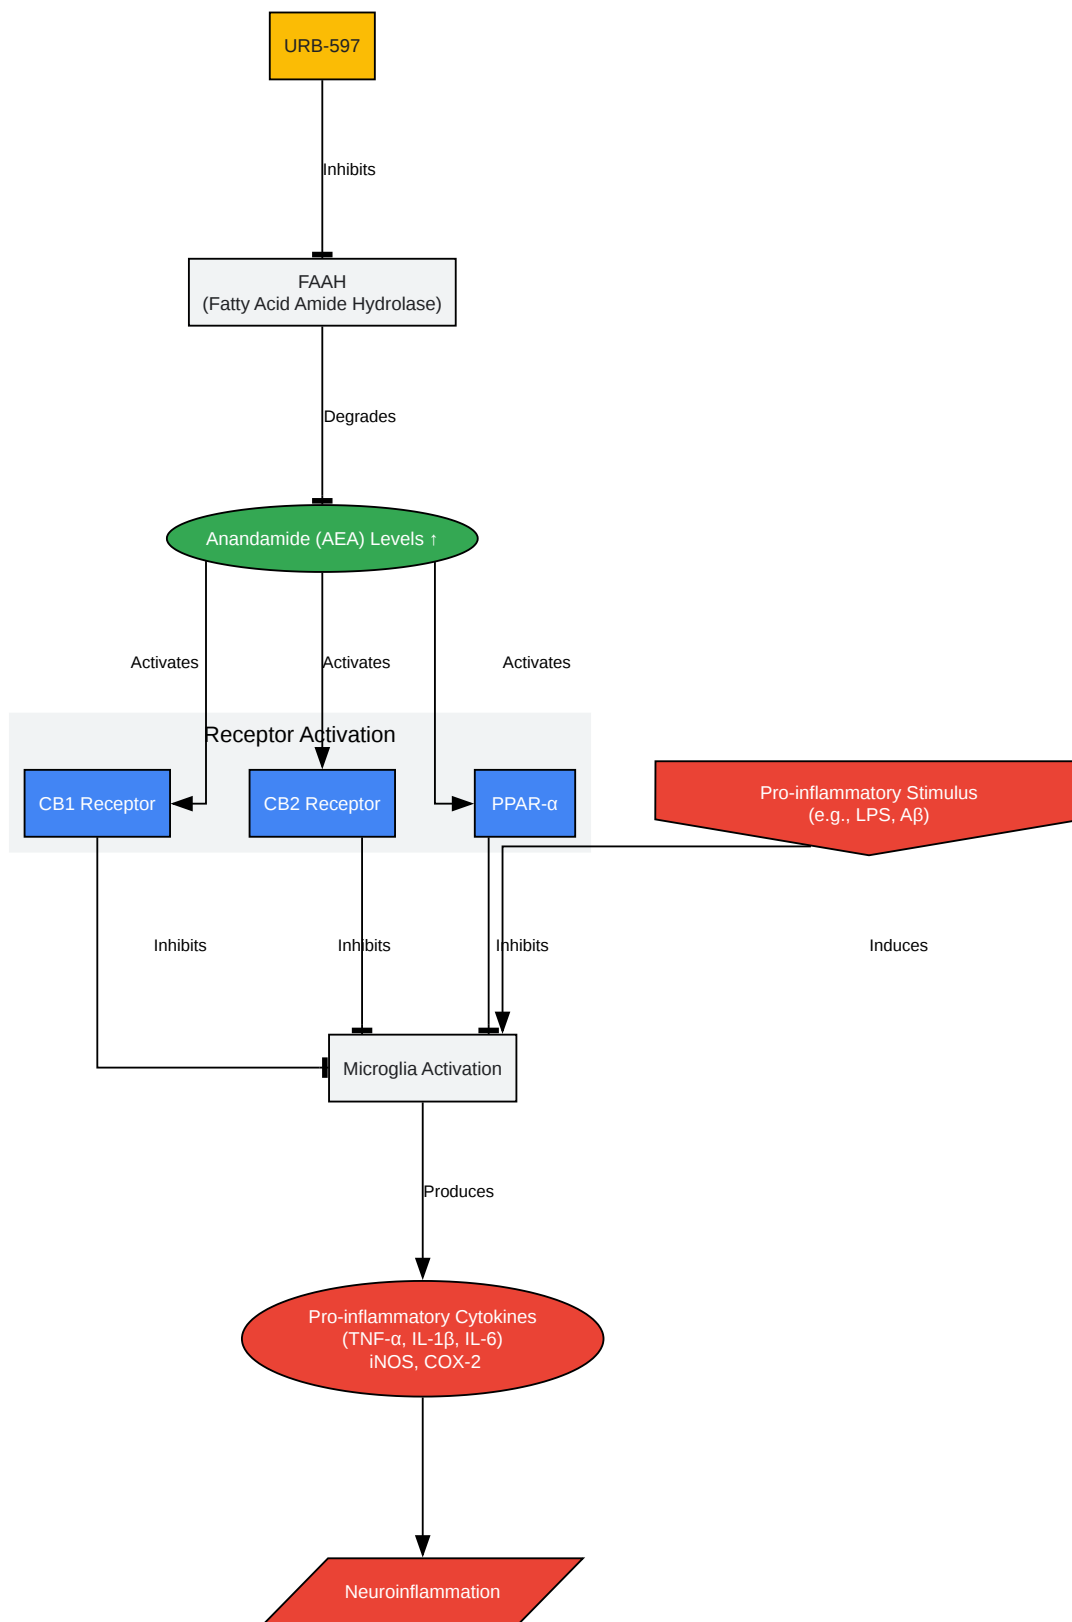 URB-597
Inhibits
FAAH
(Fatty Acid Amide Hydrolase)
Degrades
Anandamide (AEA) Levels ↑
Activates
Activates
Activates
Receptor Activation
CB1 Receptor
CB2 Receptor
PPAR-α
Pro-inflammatory Stimulus
(e.g., LPS, Aβ)
Inhibits
Inhibits
Inhibits
Induces
Microglia Activation
Produces
Pro-inflammatory Cytokines
(TNF-α, IL-1β, IL-6)
iNOS, COX-2
Neuroinflammation